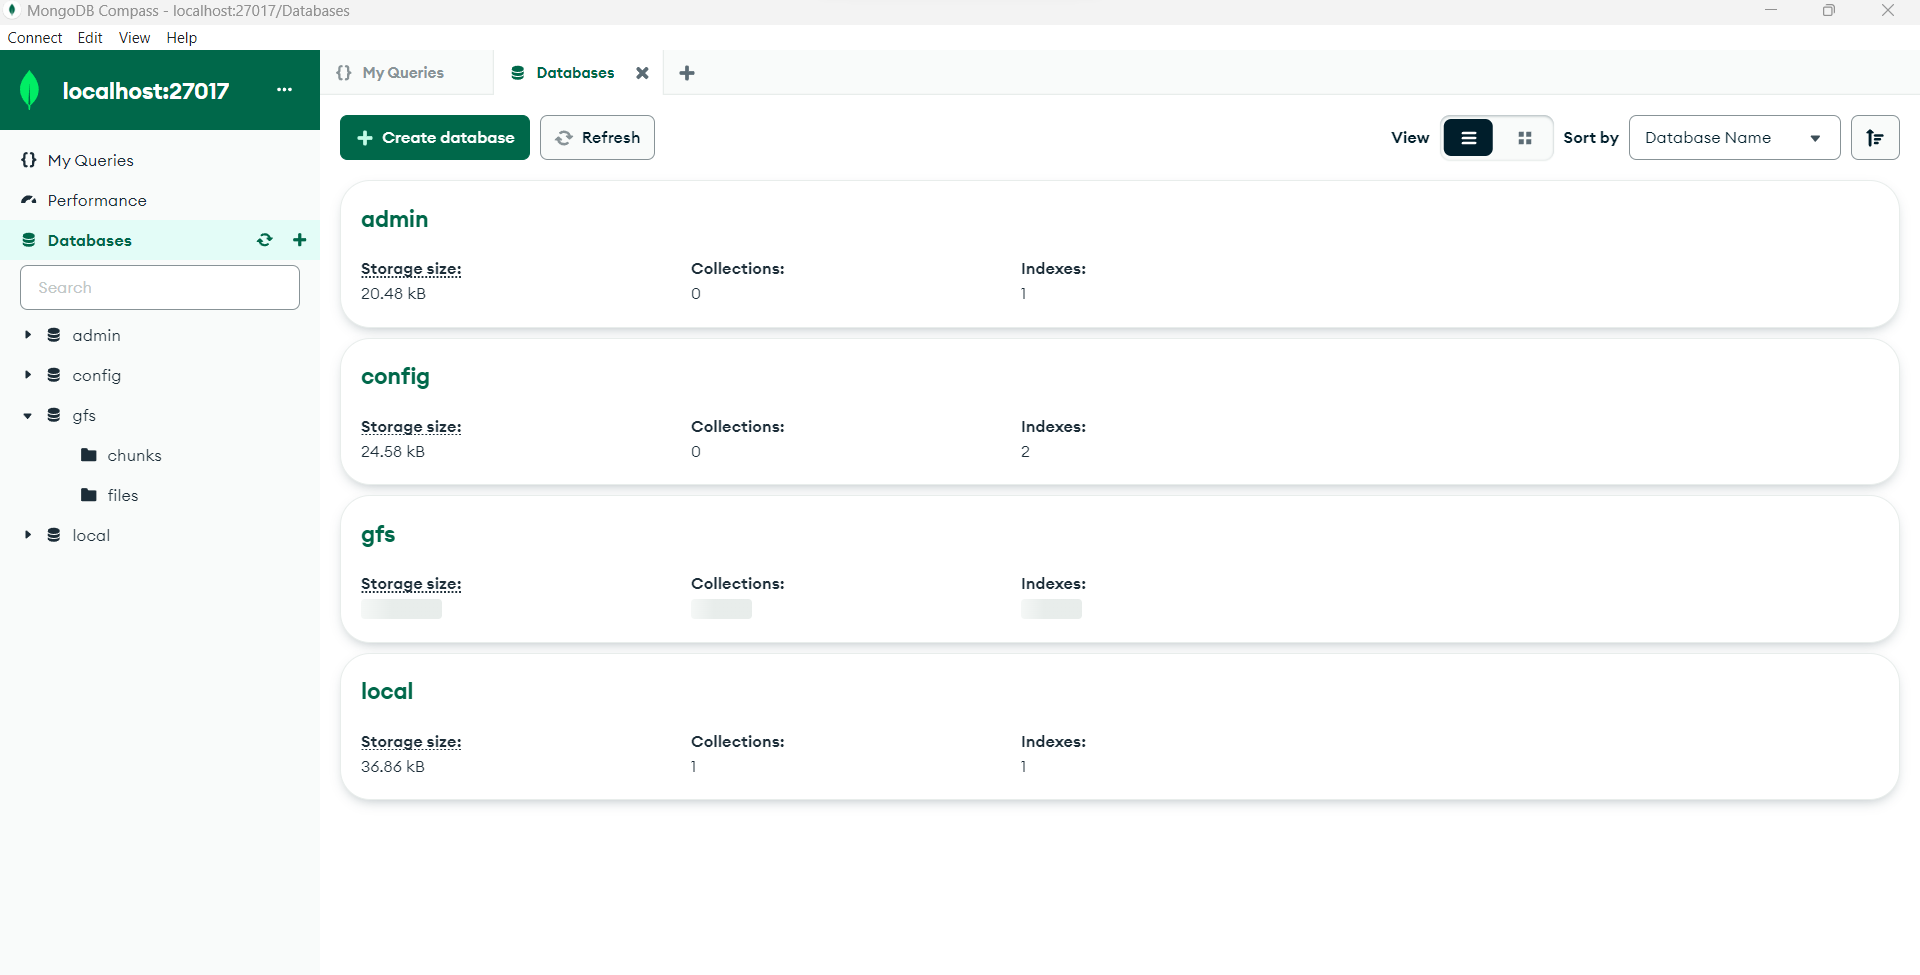 MongoDB Compass - localhost:27017/Databases
Connect Edit View Help
localhost:27017 ...
My Queries
Performance
Databases
Search
admin
config
gfs
chunks
files
local
{} My Queries
Databases
Create database
Refresh
View
Sort by
Database Name
admin
Storage size: Collections: Indexes:
20.48 kB 0 1
config
Storage size: Collections: Indexes:
24.58 kB 0 2
gfs
Storage size: Collections: Indexes:
local
Storage size: Collections: Indexes:
36.86 kB 1 1